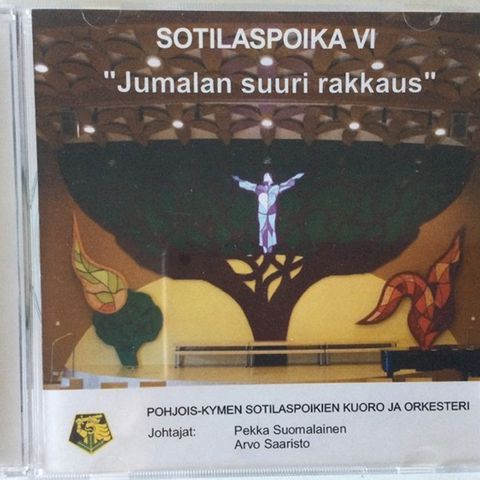 SOTILASPOIKA VI
"Jumalan suuri rakkaus"
POHJOIS-KYMEN SOTILASPOIKIEN KUORO JA ORKESTERI
Johtajat: Pekka Suomalainen
Arvo Saaristo